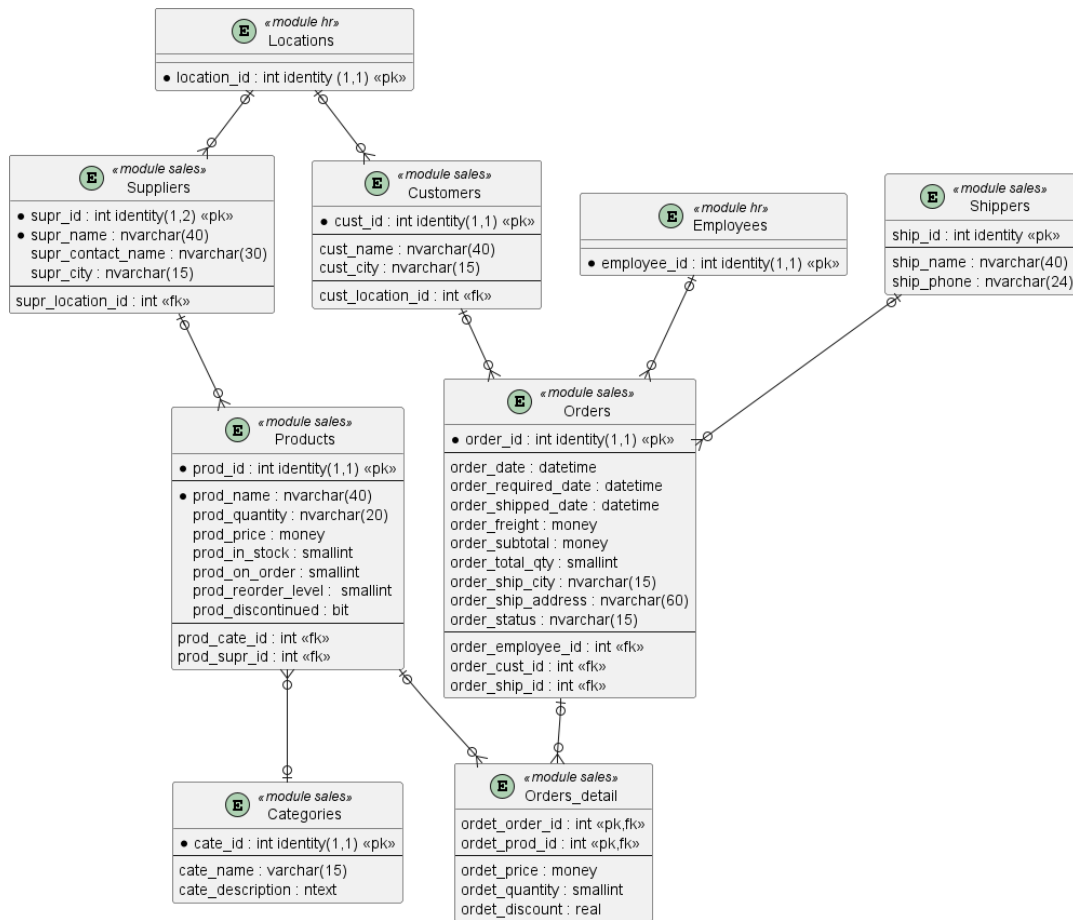 E «module hr»
Locations
location_id : int identity (1,1) «pk»
E «module sales»
Suppliers
supr_id : int identity(1,2) «pk»
supr_name : nvarchar(40)
supr_contact_name : nvarchar(30)
supr_city : nvarchar(15)
supr_location_id : int «fk»
E «module sales»
Customers
cust_id : int identity(1,1) «pk»
cust_name : nvarchar(40)
cust_city : nvarchar(15)
cust_location_id : int «fk»
E «module hr»
Employees
employee_id : int identity(1,1) «pk»
E «module sales»
Shippers
ship_id : int identity «pk»
ship_name : nvarchar(40)
ship_phone : nvarchar(24)
E «module sales»
Products
prod_id : int identity(1,1) «pk»
prod_name : nvarchar(40)
prod_quantity : nvarchar(20)
prod_price : money
prod_in_stock : smallint
prod_on_order : smallint
prod_reorder_level : smallint
prod_discontinued : bit
prod_cate_id : int «fk»
prod_supr_id : int «fk»
E «module sales»
Orders
order_id : int identity(1,1) «pk»
order_date : datetime
order_required_date : datetime
order_shipped_date : datetime
order_freight : money
order_subtotal : money
order_total_qty : smallint
order_ship_city : nvarchar(15)
order_ship_address : nvarchar(60)
order_status : nvarchar(15)
order_employee_id : int «fk»
order_cust_id : int «fk»
order_ship_id : int «fk»
E «module sales»
Categories
cate_id : int identity(1,1) «pk»
cate_name : varchar(15)
cate_description : ntext
E «module sales»
Orders_detail
ordet_order_id : int «pk,fk»
ordet_prod_id : int «pk,fk»
ordet_price : money
ordet_quantity : smallint
ordet_discount : real